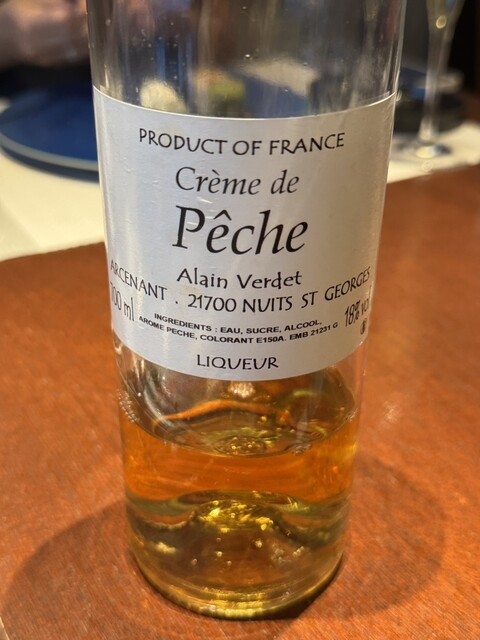 PRODUCT OF FRANCE
Crème de
Pêche
Alain Verdet
ARCENANT . 21700 NUITS ST GEORGES
700 ml
INGREDIENTS : EAU, SUCRE, ALCOOL,
AROME PECHE, COLORANT E150A. EMB 21231 G
18% vol
LIQUEUR